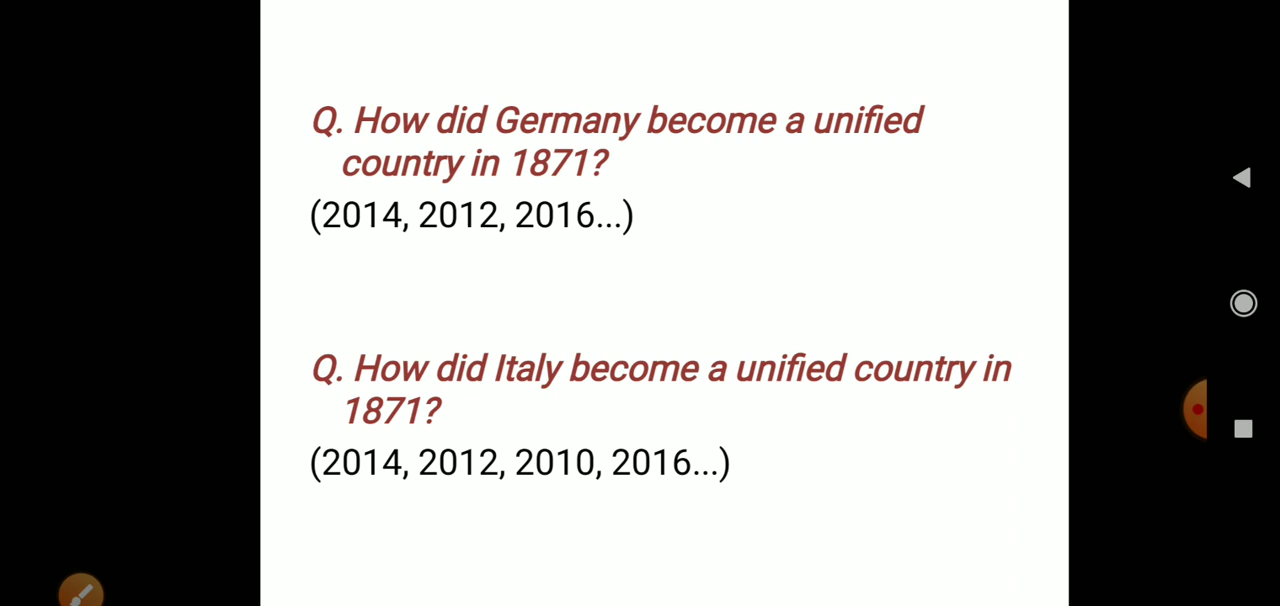 Q. How did Germany become a unified
country in 1871?
(2014, 2012, 2016...)
Q. How did Italy become a unified country in
1871?
(2014, 2012, 2010, 2016...)